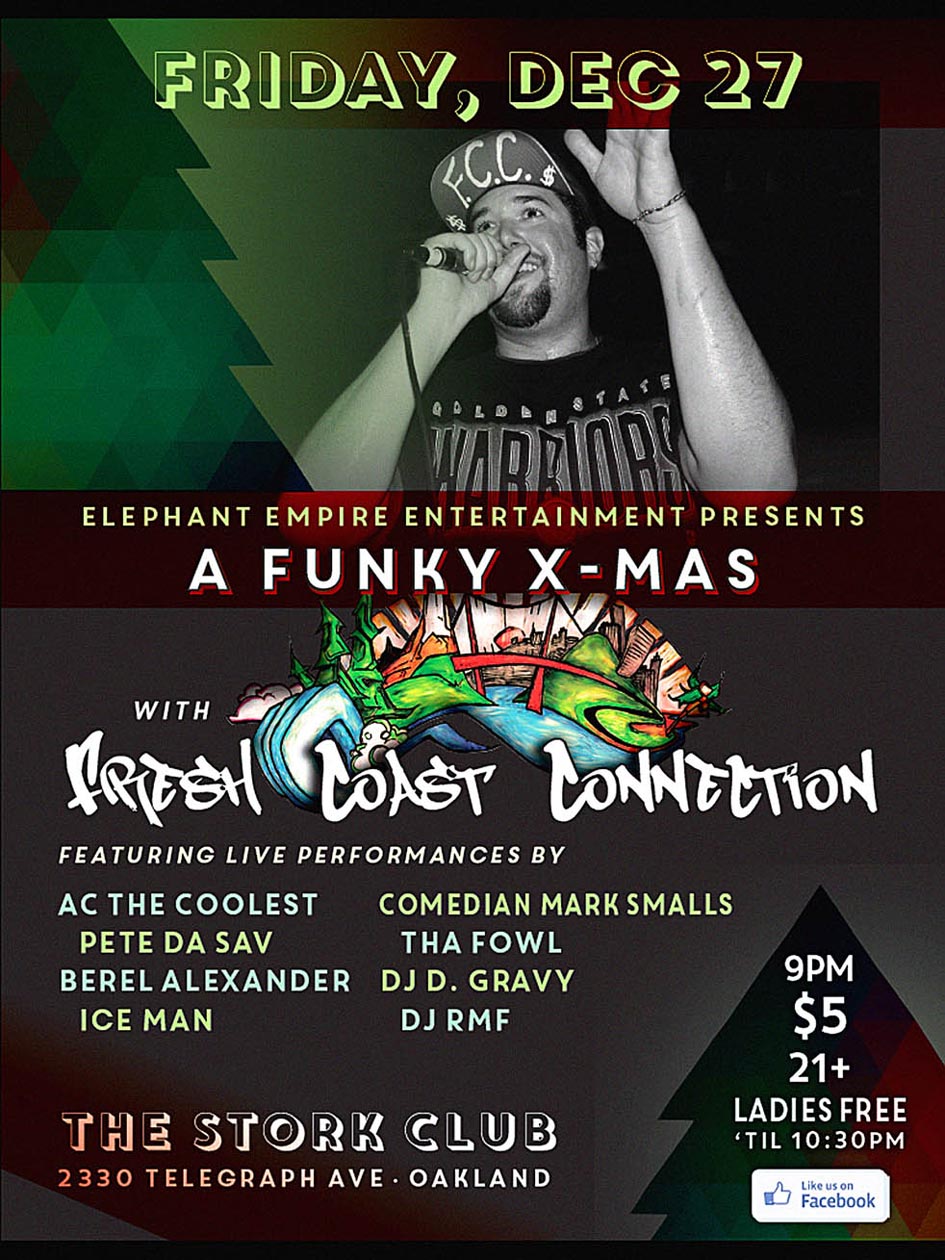 FRIDAY, DEC 27
F.C.C. $
$
GOLDEN STATE
WARRIORS
ELEPHANT EMPIRE ENTERTAINMENT PRESENTS
A FUNKY X-MAS
WITH
FRESH COAST CONNECTION
FEATURING LIVE PERFORMANCES BY
AC THE COOLEST
PETE DA SAV
BEREL ALEXANDER
ICE MAN
COMEDIAN MARK SMALLS
THA FOWL
DJ D. GRAVY
DJ RMF
9PM
$5
21+
LADIES FREE
'TIL 10:30PM
THE STORK CLUB
2330 TELEGRAPH AVE · OAKLAND
Like us on
Facebook